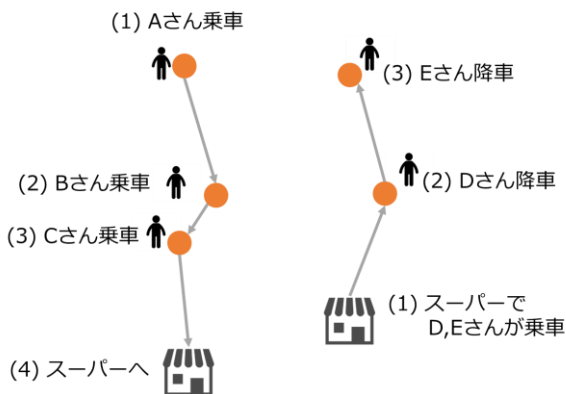 (1) Aさん乗車
(2) Bさん乗車
(3) Cさん乗車
(4) スーパーへ
(3) Eさん降車
(2) Dさん降車
(1) スーパーで
D,Eさんが乗車